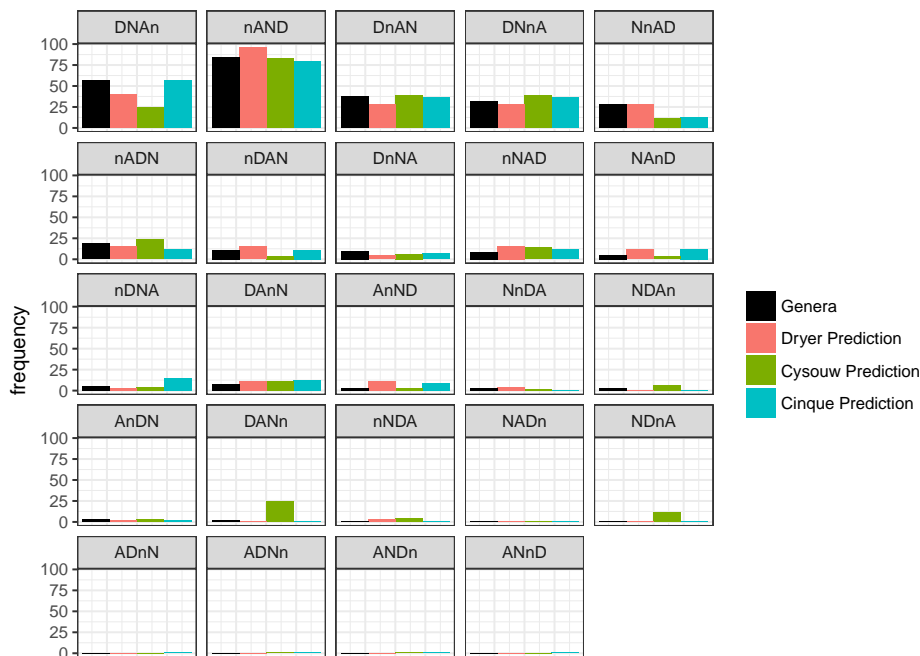 DNAn nAND DnAN DNnA NnAD
100
75
50
25
0
nADN nDAN DnNA nNAD NAnD
100
75
50
25
0
nDNA DAnN AnND NnDA NDAn
100
75
50
25
0
frequency
Genera
Dryer Prediction
Cysouw Prediction
Cinque Prediction
AnDN DANn nNDA NADn NDnA
100
75
50
25
0
ADnN ADNn ANDn ANnD
100
75
50
25
0